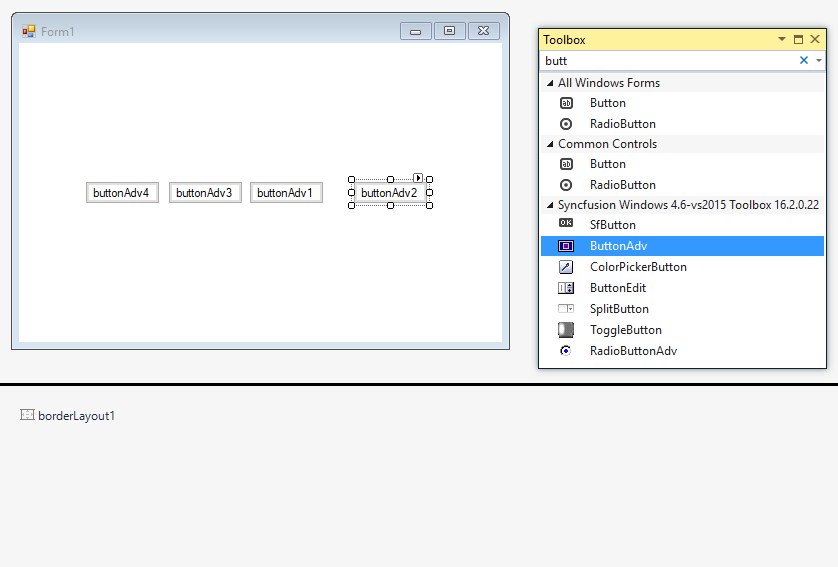 Form1
buttonAdv4
buttonAdv3
buttonAdv1
buttonAdv2
Toolbox
butt
All Windows Forms
Button
RadioButton
Common Controls
Button
RadioButton
Syncfusion Windows 4.6-vs2015 Toolbox 16.2.0.22
SfButton
ButtonAdv
ColorPickerButton
ButtonEdit
SplitButton
ToggleButton
RadioButtonAdv
borderLayout1